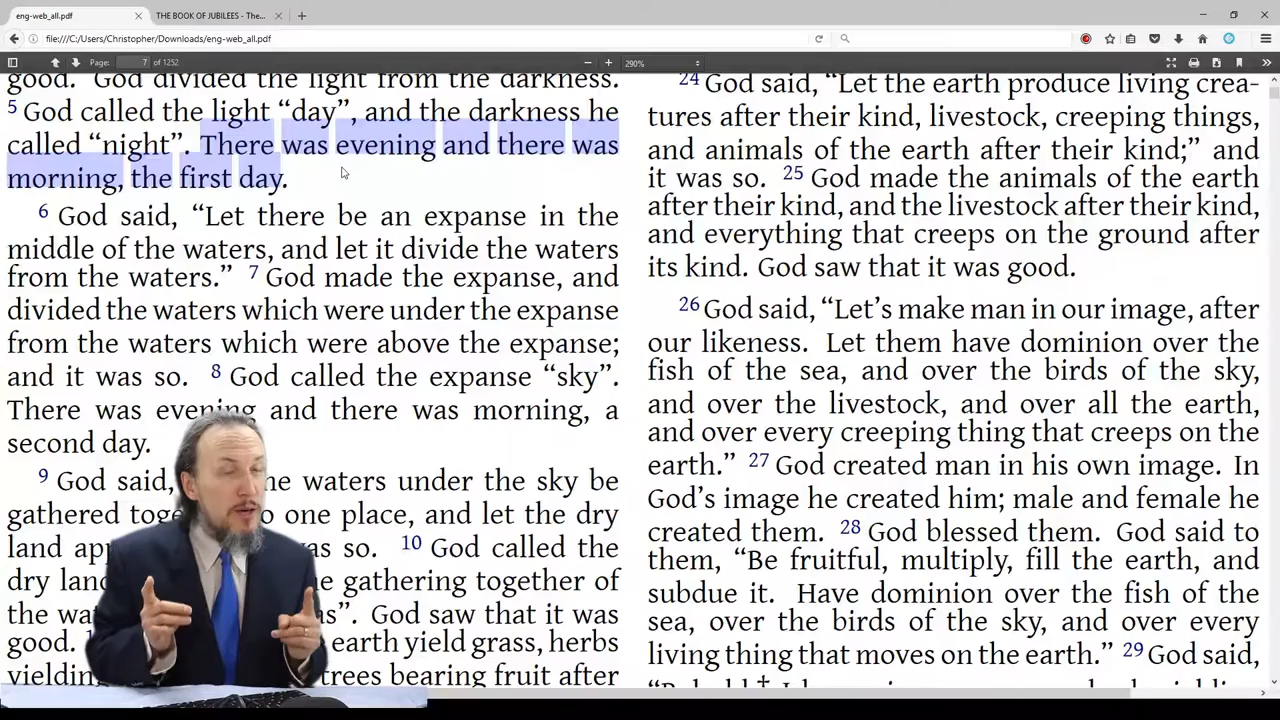 eng-web_all.pdf
THE BOOK OF JUBILEES - The...
file:///C:/Users/Christopher/Downloads/eng-web_all.pdf
Page: 7 of 1252
290%
good. God divided the light from the darkness.
5 God called the light “day”, and the darkness he
called “night”. There was evening and there was
morning, the first day.
6 God said, “Let there be an expanse in the
middle of the waters, and let it divide the waters
from the waters.” 7 God made the expanse, and
divided the waters which were under the expanse
from the waters which were above the expanse;
and it was so. 8 God called the expanse “sky”.
There was evening and there was morning, a
second day.
9 God said, the waters under the sky be
gathered to one place, and let the dry
land was so. 10 God called the
dry land gathering together of
the God saw that it was
good. earth yield grass, herbs
yielding trees bearing fruit after
24 God said, “Let the earth produce living crea-
tures after their kind, livestock, creeping things,
and animals of the earth after their kind;” and
it was so. 25 God made the animals of the earth
after their kind, and the livestock after their kind,
and everything that creeps on the ground after
its kind. God saw that it was good.
26 God said, “Let’s make man in our image, after
our likeness. Let them have dominion over the
fish of the sea, and over the birds of the sky,
and over the livestock, and over all the earth,
and over every creeping thing that creeps on the
earth.” 27 God created man in his own image. In
God’s image he created him; male and female he
created them. 28 God blessed them. God said to
them, “Be fruitful, multiply, fill the earth, and
subdue it. Have dominion over the fish of the
sea, over the birds of the sky, and over every
living thing that moves on the earth.” 29 God said,